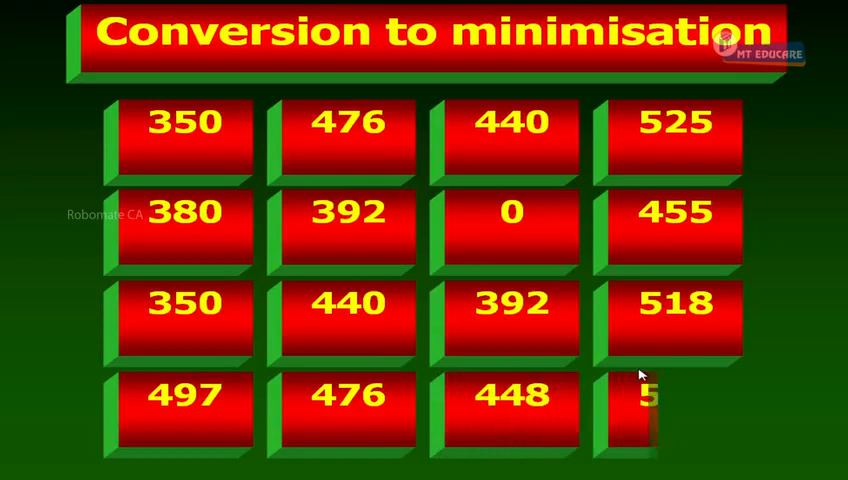 Conversion to minimisation
MT EDUCARE
350 476 440 525
Robomate CA
380 392 0 455
350 440 392 518
497 476 448